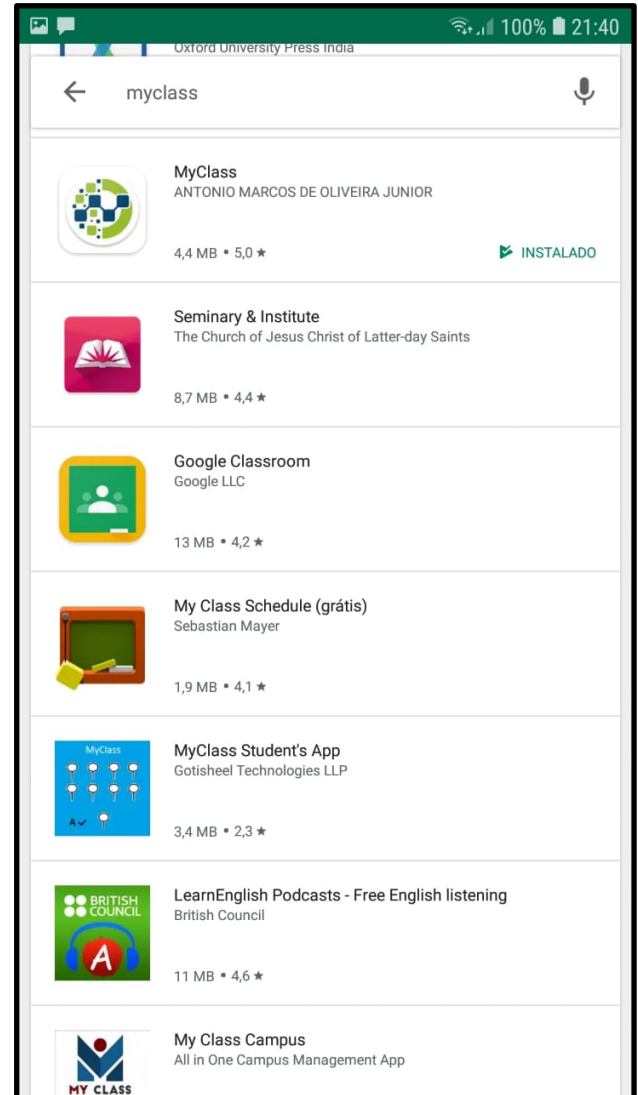 100% 21:40
Oxford University Press India
myclass
MyClass
ANTONIO MARCOS DE OLIVEIRA JUNIOR
4,4 MB • 5,0 ★
INSTALADO
Seminary & Institute
The Church of Jesus Christ of Latter-day Saints
8,7 MB • 4,4 ★
Google Classroom
Google LLC
13 MB • 4,2 ★
My Class Schedule (grátis)
Sebastian Mayer
1,9 MB • 4,1 ★
MyClass
A
MyClass Student's App
Gotisheel Technologies LLP
3,4 MB • 2,3 ★
BRITISH
COUNCIL
A
LearnEnglish Podcasts - Free English listening
British Council
11 MB • 4,6 ★
My Class Campus
All in One Campus Management App
MY CLASS